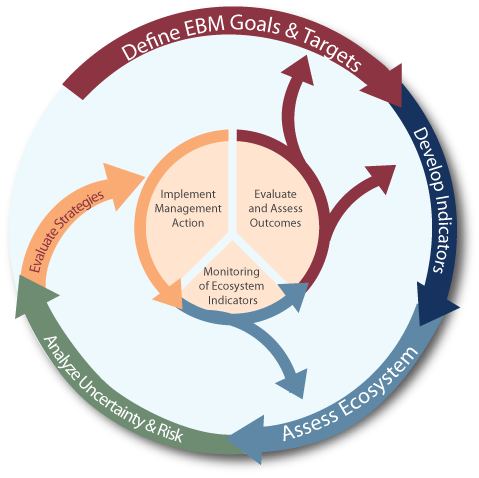 Define EBM Goals & Targets
Develop Indicators
Assess Ecosystem
Analyze Uncertainty & Risk
Evaluate Strategies
Implement
Management
Action
Evaluate
and Assess
Outcomes
Monitoring
of Ecosystem
Indicators